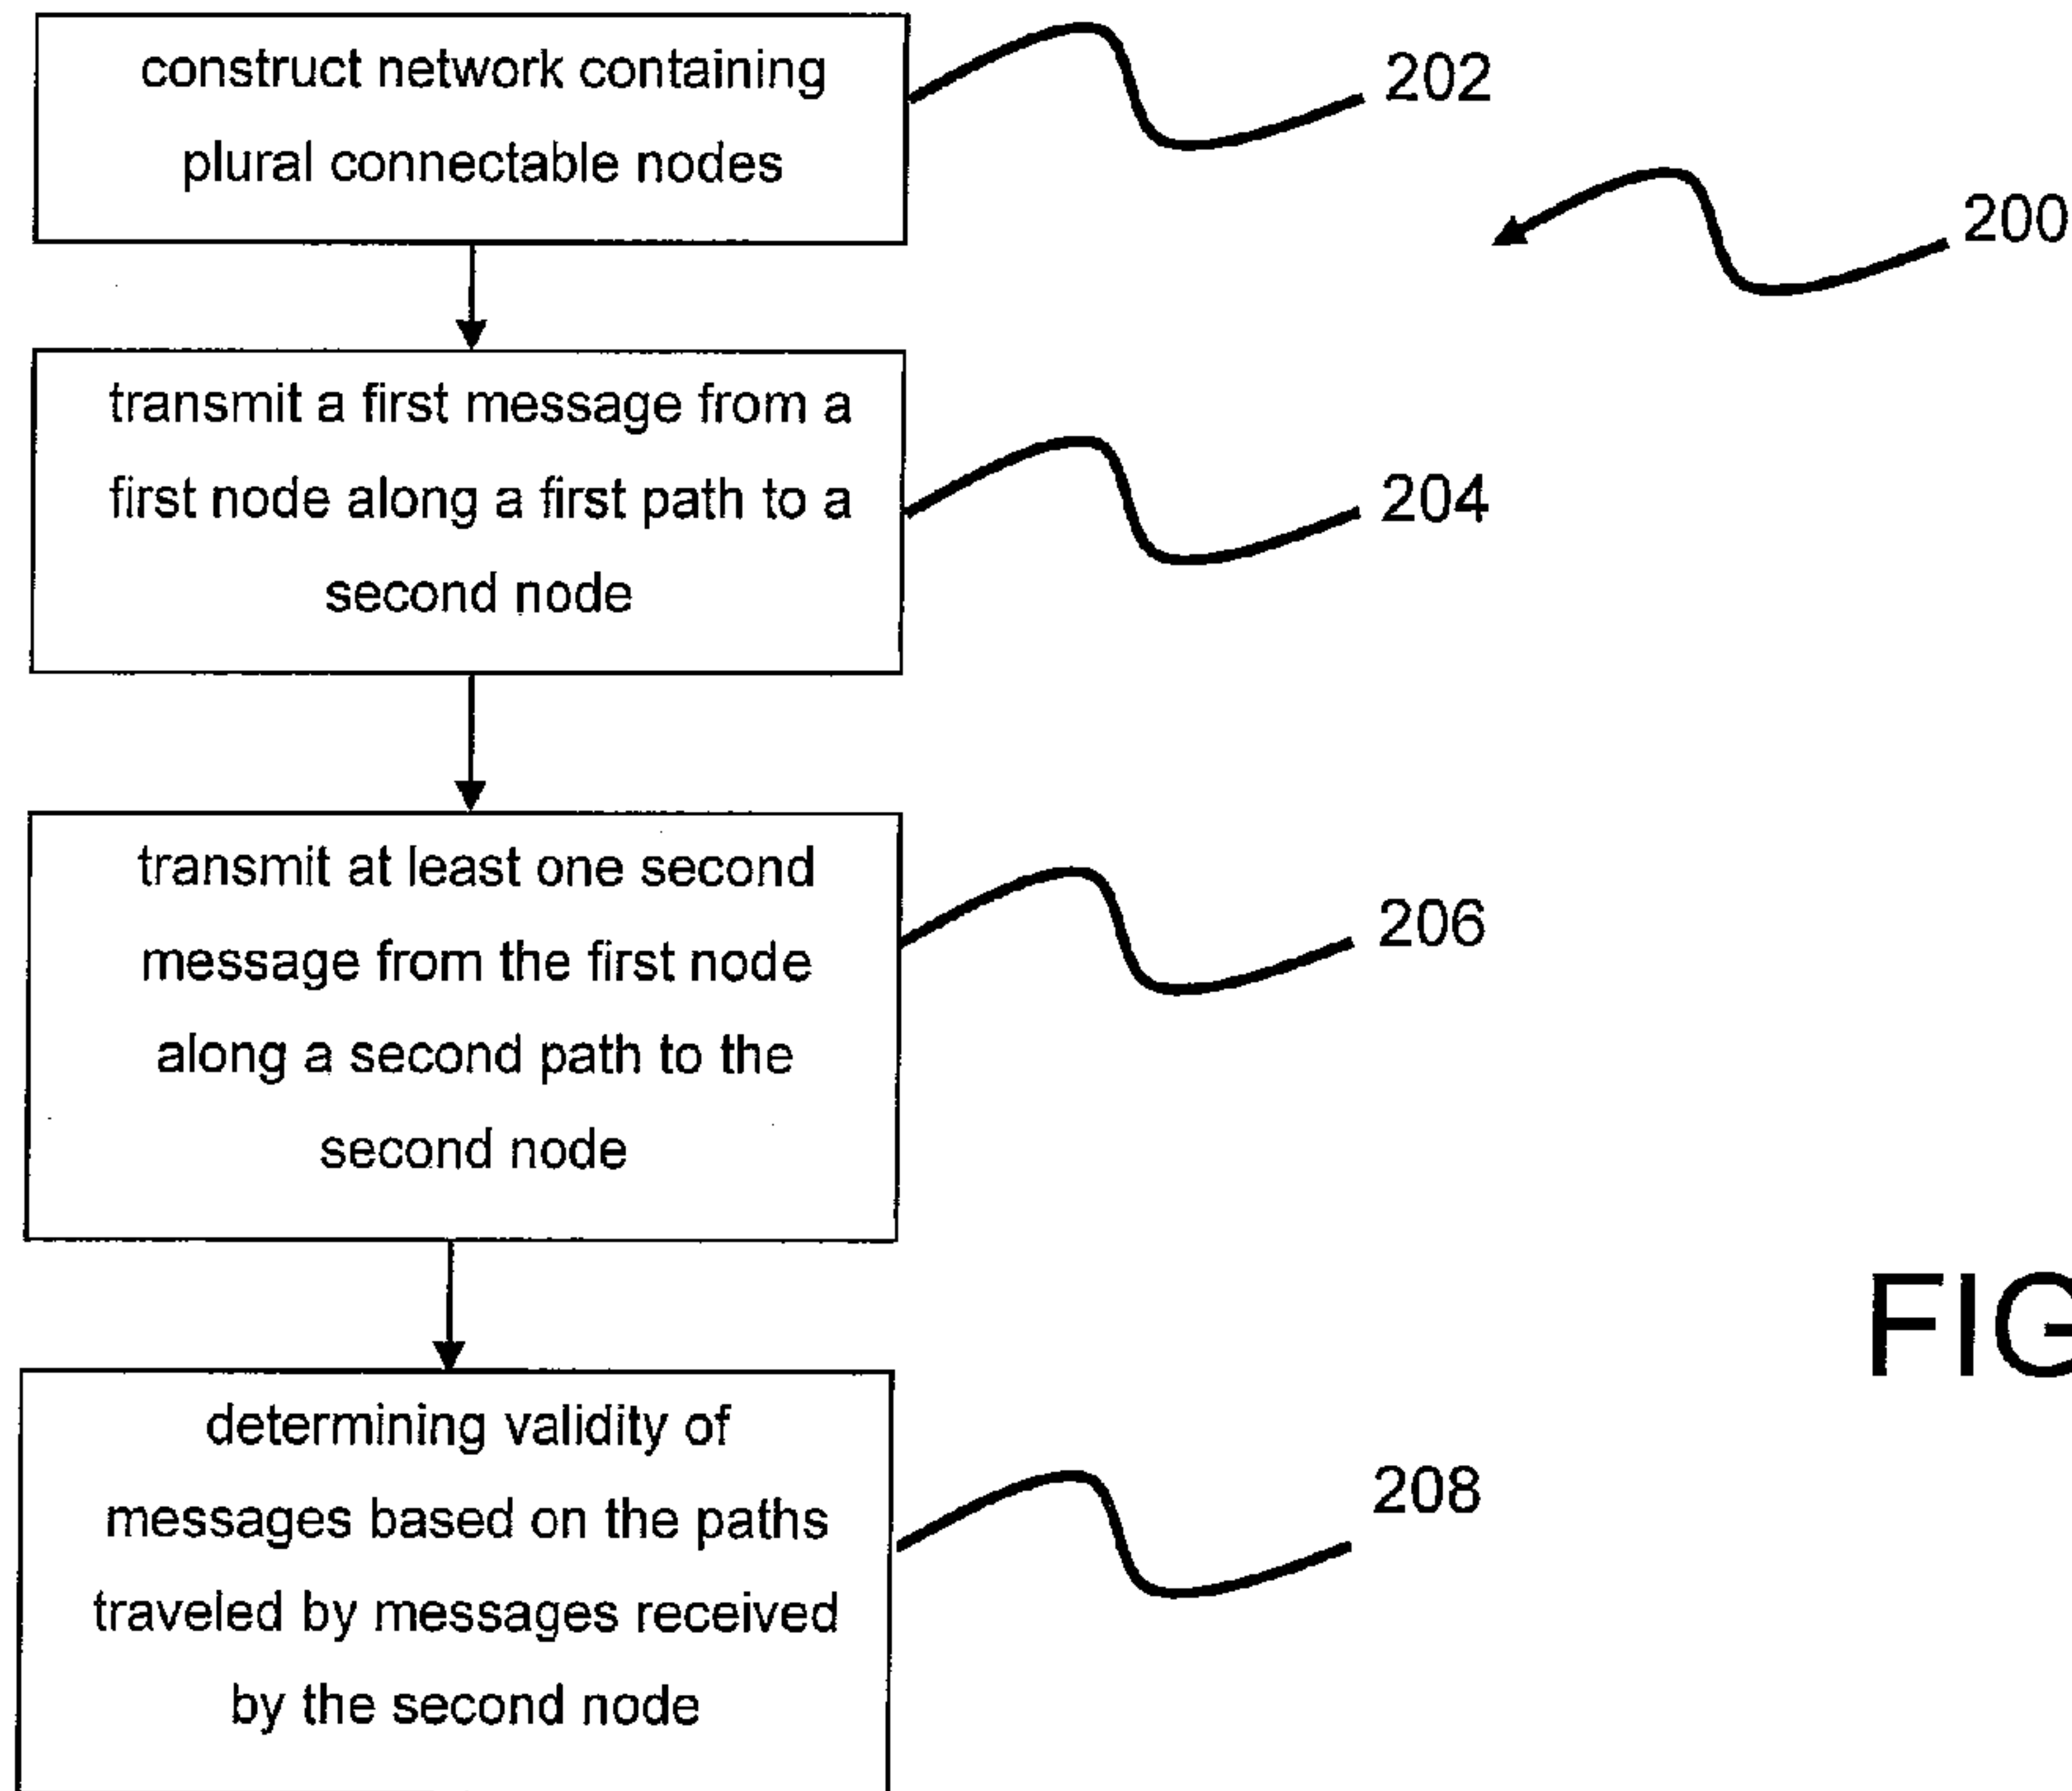 construct network containing
plural connectable nodes
202
200
transmit a first message from a
first node along a first path to a
second node
204
transmit at least one second
message from the first node
along a second path to the
second node
206
FIG
determining validity of
messages based on the paths
traveled by messages received
by the second node
208